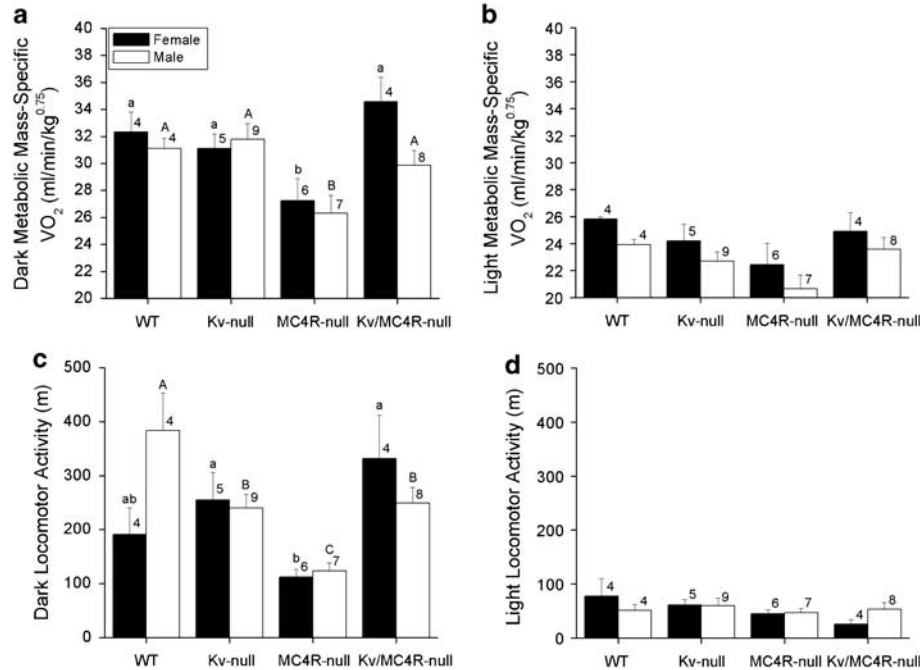 a
Female
Male
Dark Metabolic Mass-Specific
VO2 (ml/min/kg^0.75)
40
38
36
34
32
30
28
26
24
22
20
a
4
A
4
a
5
A
9
b
6
B
7
a
4
A
8
WT
Kv-null
MC4R-null
Kv/MC4R-null
b
Light Metabolic Mass-Specific
VO2 (ml/min/kg^0.75)
40
38
36
34
32
30
28
26
24
26
20
4
4
5
9
6
7
4
8
WT
Kv-null
MC4R-null
Kv/MC4R-null
c
Dark Locomotor Activity (m)
500
400
300
200
100
0
ab
4
A
4
a
5
B
9
b
6
C
7
a
4
B
8
WT
Kv-null
MC4R-null
Kv/MC4R-null
d
Light Locomotor Activity (m)
500
400
300
200
100
0
4
4
5
9
6
7
4
8
WT
Kv-null
MC4R-null
Kv/MC4R-null